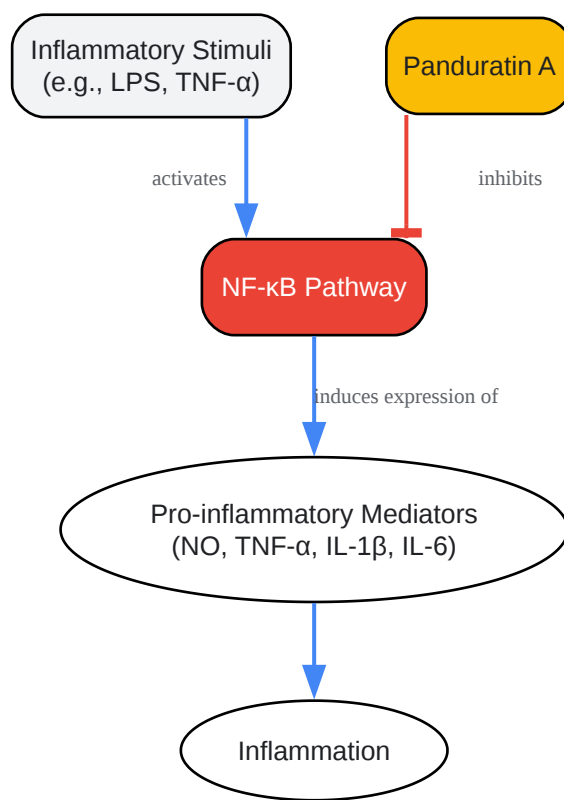 Inflammatory Stimuli
(e.g., LPS, TNF-α)
Panduratin A
activates
inhibits
NF-κB Pathway
induces expression of
Pro-inflammatory Mediators
(NO, TNF-α, IL-1β, IL-6)
Inflammation